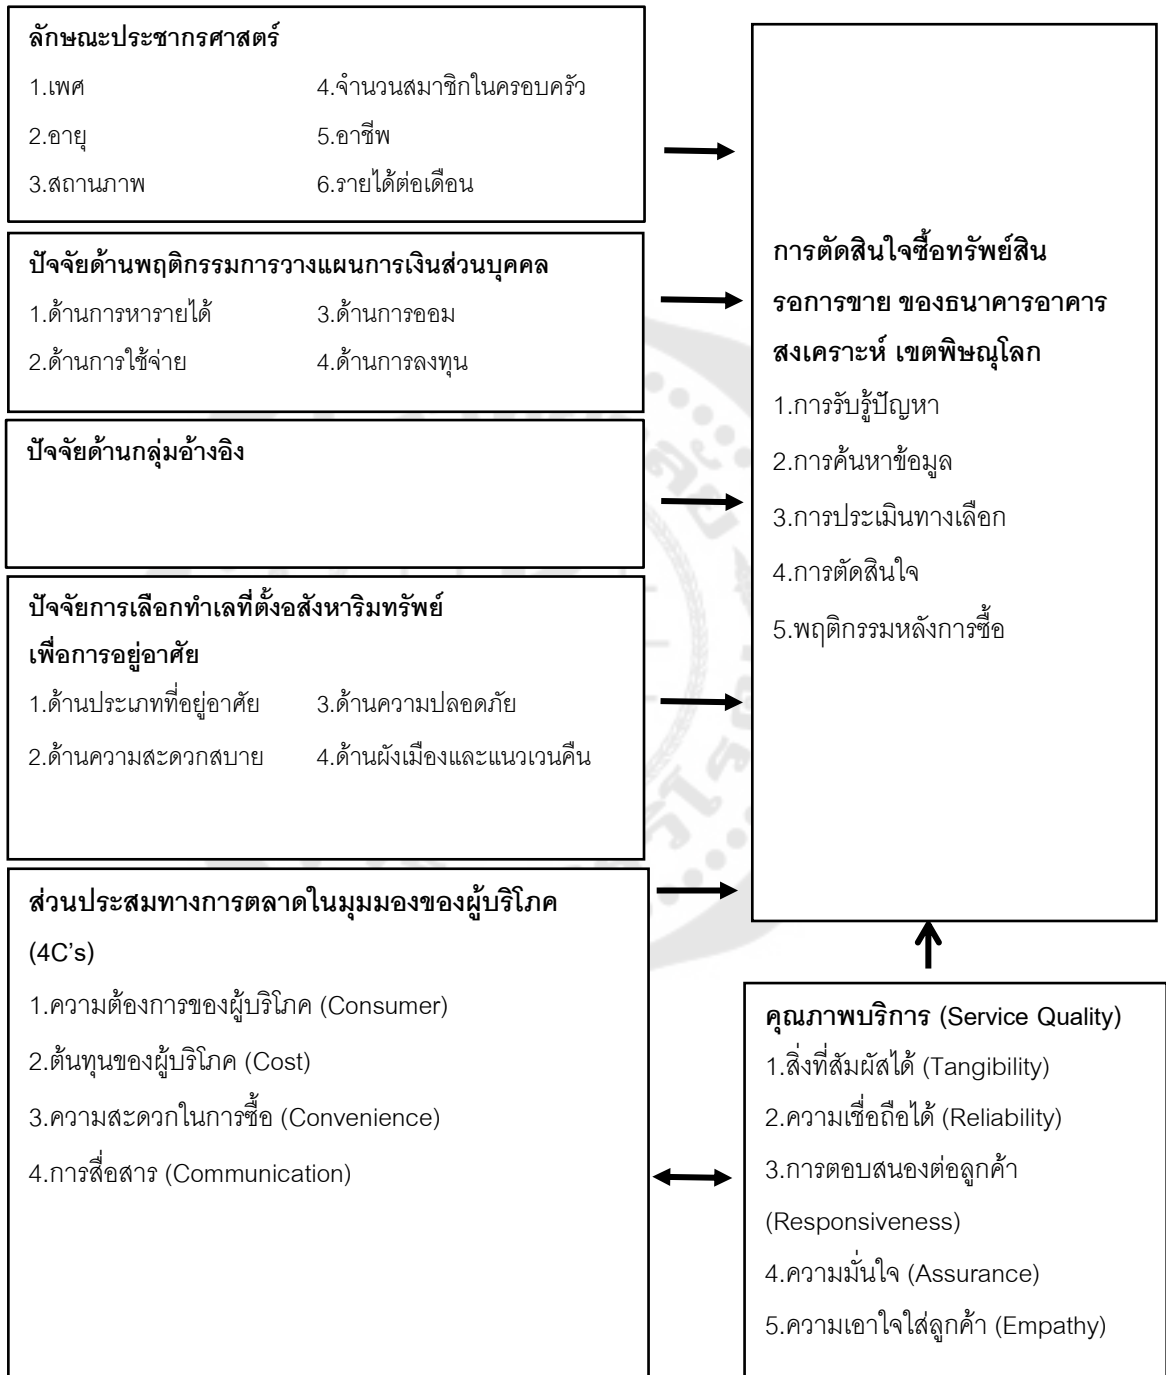 ลักษณะประชากรศาสตร์
1.เพศ 4.จำนวนสมาชิกในครอบครัว
2.อายุ 5.อาชีพ
3.สถานภาพ 6.รายได้ต่อเดือน
ปัจจัยด้านพฤติกรรมการวางแผนการเงินส่วนบุคคล
1.ด้านการหารายได้ 3.ด้านการออม
2.ด้านการใช้จ่าย 4.ด้านการลงทุน
ปัจจัยด้านกลุ่มอ้างอิง
ปัจจัยการเลือกทำเลที่ตั้งอสังหาริมทรัพย์
เพื่อการอยู่อาศัย
1.ด้านประเภทที่อยู่อาศัย 3.ด้านความปลอดภัย
2.ด้านความสะดวกสบาย 4.ด้านผังเมืองและแนวเวนคืน
ส่วนประสมทางการตลาดในมุมมองของผู้บริโภค
(4C's)
1.ความต้องการของผู้บริโภค (Consumer)
2.ต้นทุนของผู้บริโภค (Cost)
3.ความสะดวกในการซื้อ (Convenience)
4.การสื่อสาร (Communication)
การตัดสินใจซื้อทรัพย์สิน
รอการขาย ของธนาคารอาคาร
สงเคราะห์ เขตพิษณุโลก
1.การรับรู้ปัญหา
2.การค้นหาข้อมูล
3.การประเมินทางเลือก
4.การตัดสินใจ
5.พฤติกรรมหลังการซื้อ
คุณภาพบริการ (Service Quality)
1.สิ่งที่สัมผัสได้ (Tangibility)
2.ความเชื่อถือได้ (Reliability)
3.การตอบสนองต่อลูกค้า
(Responsiveness)
4.ความมั่นใจ (Assurance)
5.ความเอาใจใส่ลูกค้า (Empathy)